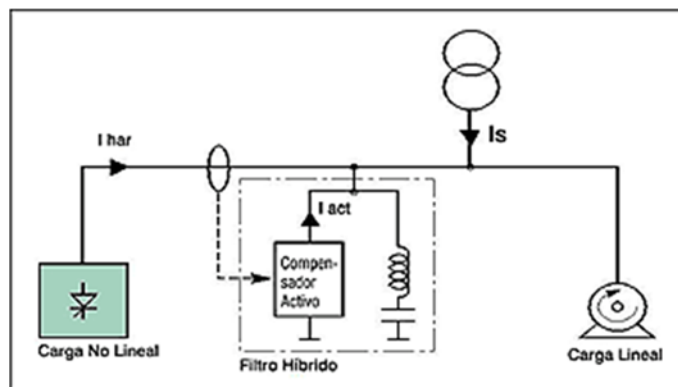 I har
Is
I act
Compen-
sador
Activo
Carga No Lineal
Filtro Híbrido
Carga Lineal